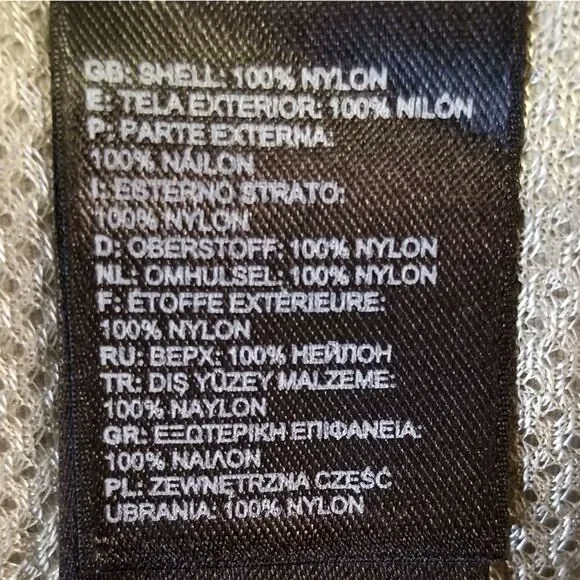 GB: SHELL: 100% NYLON
E: TELA EXTERIOR: 100% NILÓN
P: PARTE EXTERNA:
100% NÁILON
I: ESTERNO STRATO:
100% NYLON
D: OBERSTOFF: 100% NYLON
NL: OMHULSEL: 100% NYLON
F: ÉTOFFE EXTÉRIEURE:
100% NYLON
RU: ВЕРХ: 100% НЕЙЛОН
TR: DIŞ YÜZEY MALZEME:
100% NAYLON
GR: ΕΞΩΤΕΡΙΚΗ ΕΠΙΦΑΝΕΙΑ:
100% ΝΑΙΛΟΝ
PL: ZEWNĘTRZNA CZĘŚĆ
UBRANIA: 100% NYLON